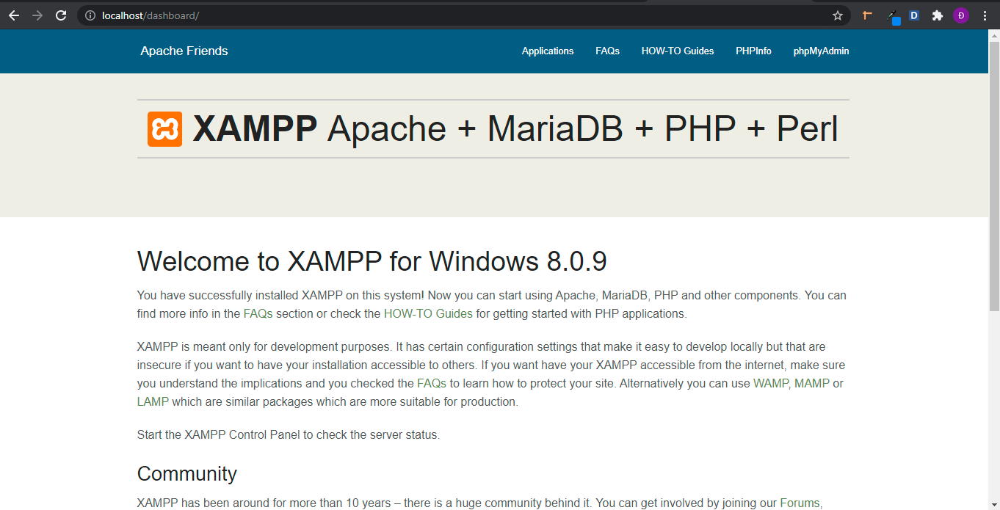 localhost/dashboard/
D
Đ
Apache Friends
Applications FAQs HOW-TO Guides PHPInfo phpMyAdmin
XAMPP Apache + MariaDB + PHP + Perl
Welcome to XAMPP for Windows 8.0.9
You have successfully installed XAMPP on this system! Now you can start using Apache, MariaDB, PHP and other components. You can
find more info in the FAQs section or check the HOW-TO Guides for getting started with PHP applications.
XAMPP is meant only for development purposes. It has certain configuration settings that make it easy to develop locally but that are
insecure if you want to have your installation accessible to others. If you want have your XAMPP accessible from the internet, make sure
you understand the implications and you checked the FAQs to learn how to protect your site. Alternatively you can use WAMP, MAMP or
LAMP which are similar packages which are more suitable for production.
Start the XAMPP Control Panel to check the server status.
Community
XAMPP has been around for more than 10 years – there is a huge community behind it. You can get involved by joining our Forums,